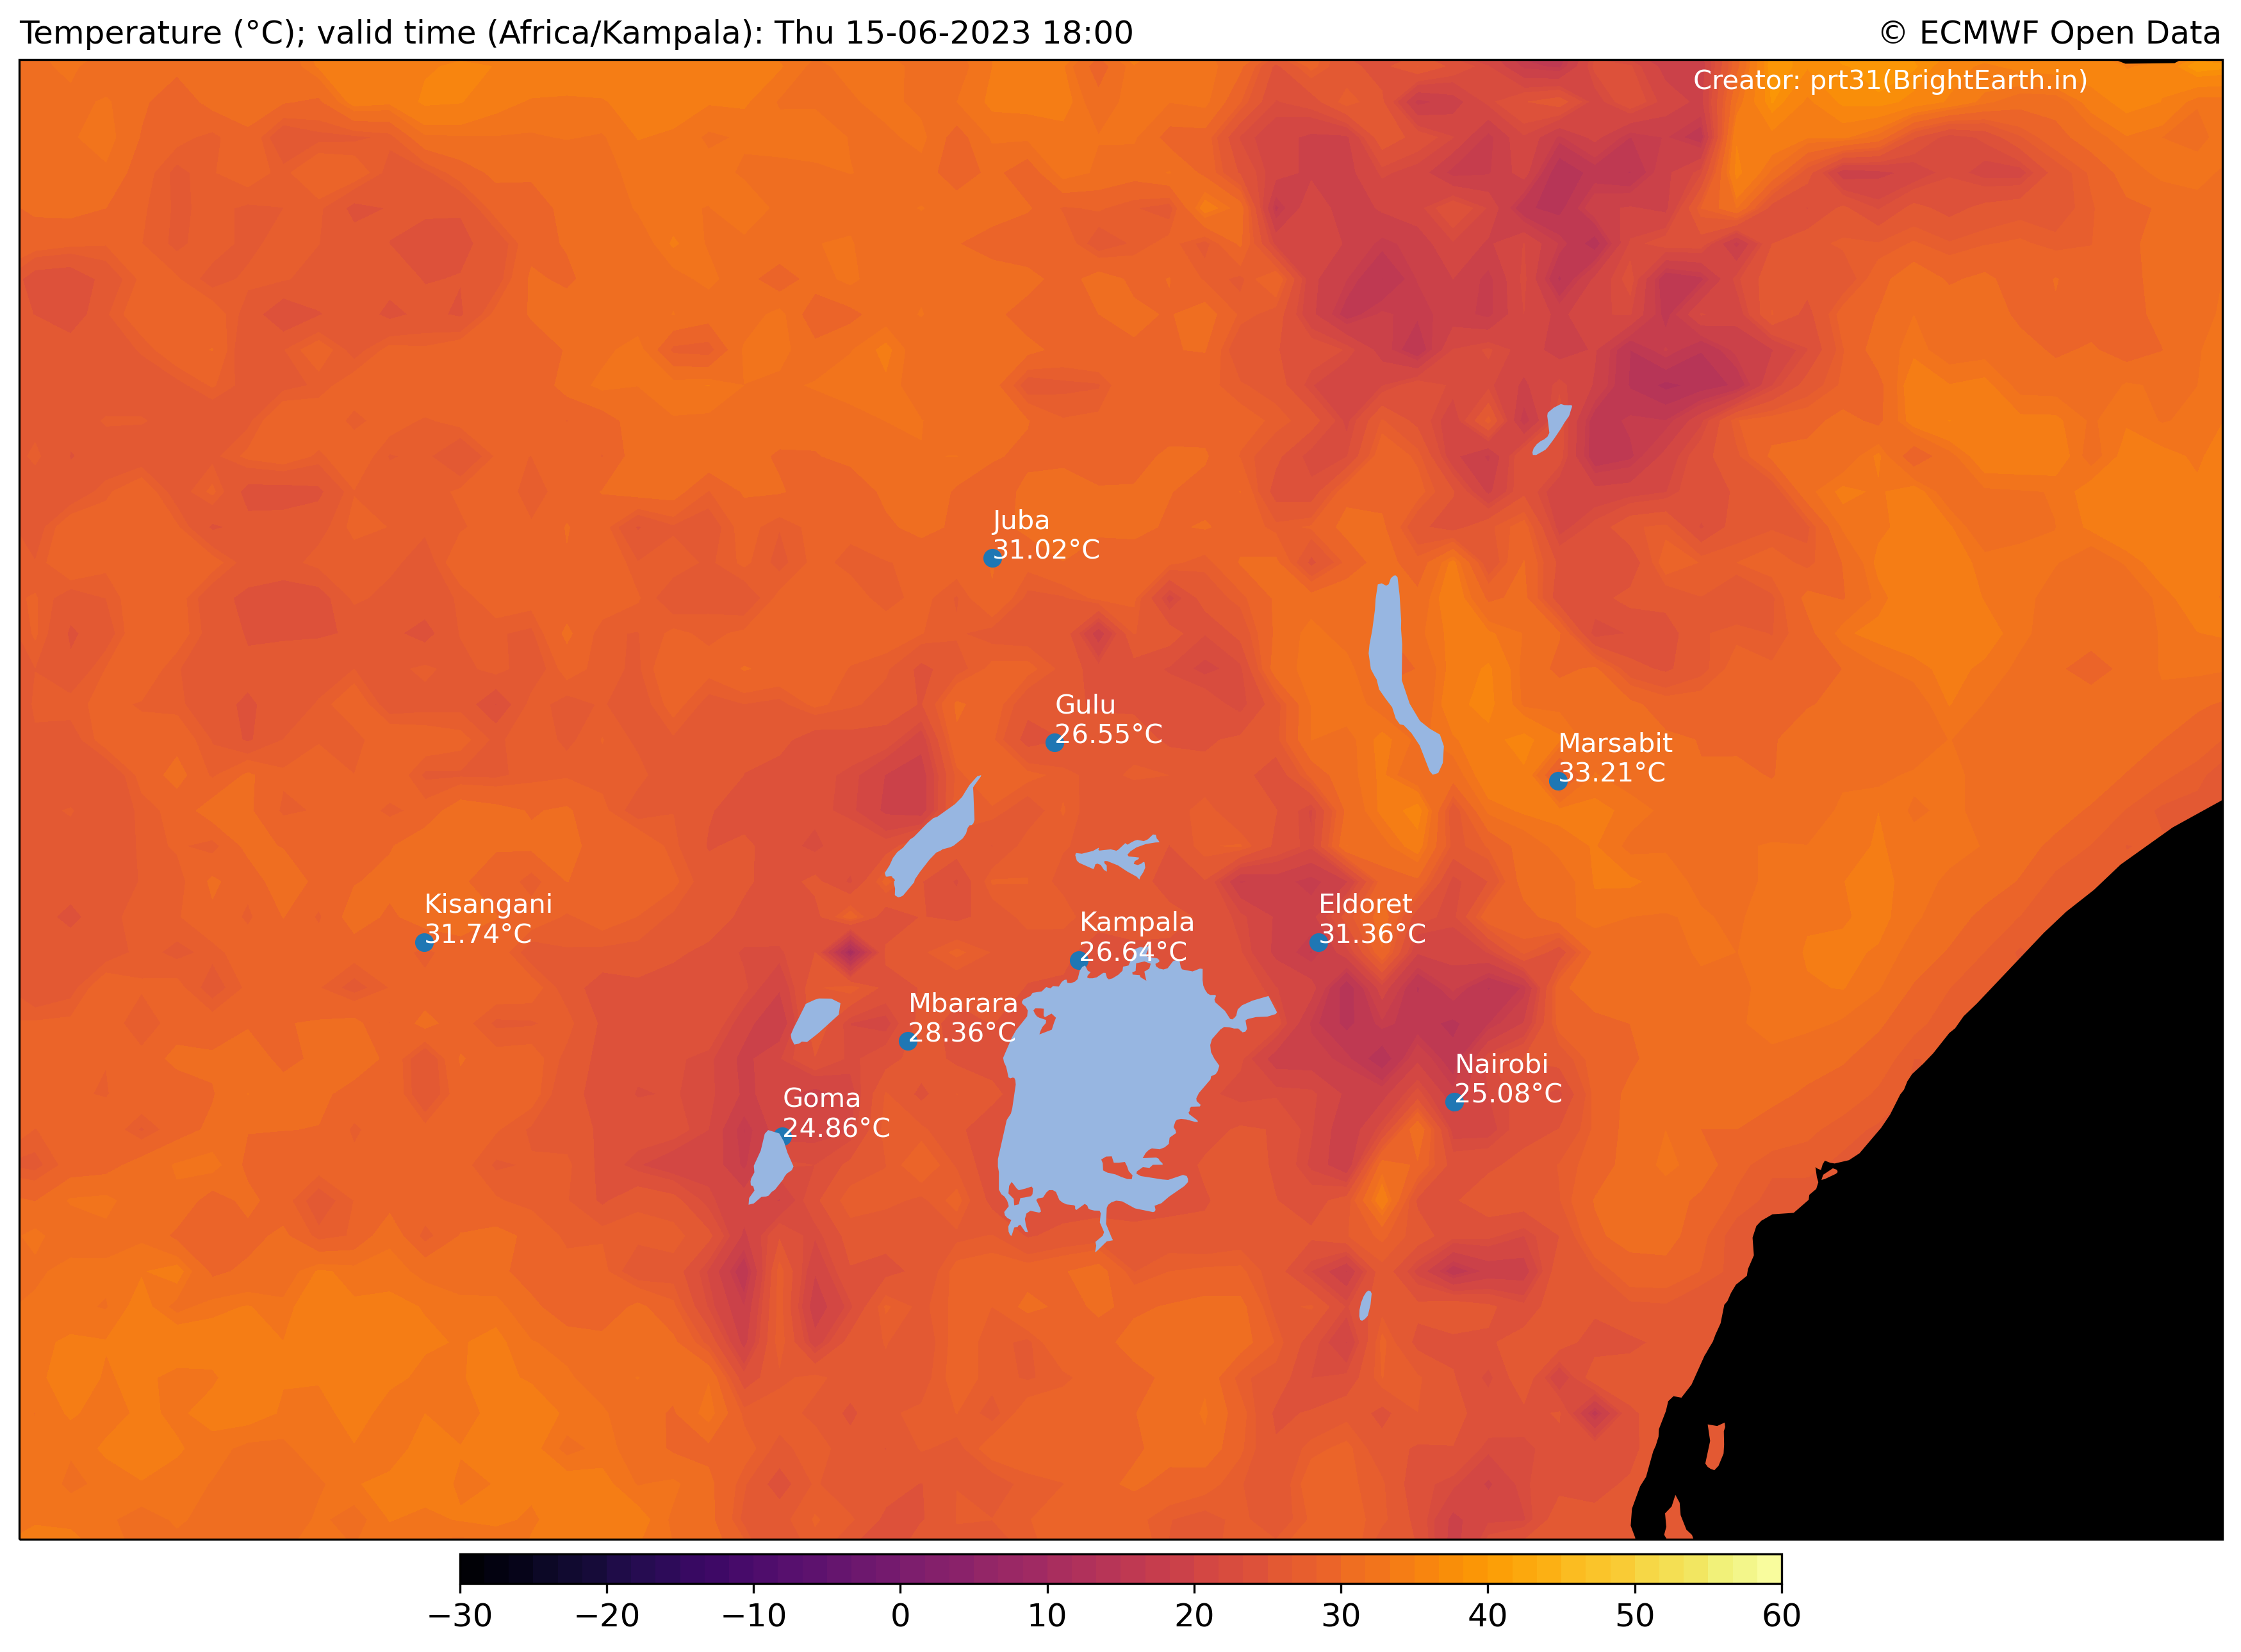 Temperature (°C); valid time (Africa/Kampala): Thu 15-06-2023 18:00
© ECMWF Open Data
Creator: prt31(BrightEarth.in)
Juba
31.02°C
Gulu
26.55°C
Marsabit
33.21°C
Kisangani
31.74°C
Eldoret
31.36°C
Kampala
26.64°C
Mbarara
28.36°C
Nairobi
25.08°C
Goma
24.86°C
−30 −20 −10 0 10 20 30 40 50 60